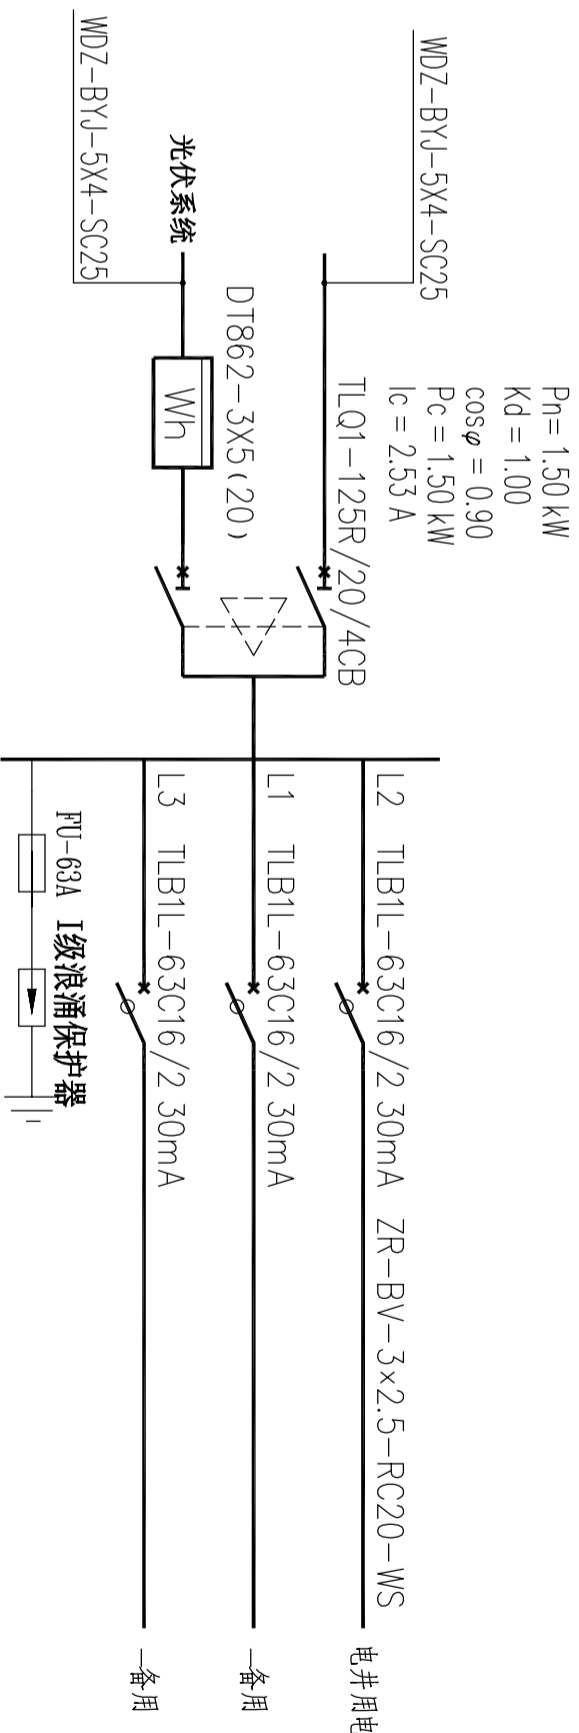 Pn= 1.50 kW
Kd = 1.00
cosφ = 0.90
Pc = 1.50 kW
Ic = 2.53 A
WDZ-BYJ-5X4-SC25
TLQ1-125R/20/4CB
DT862-3X5(20)
光伏系统
Wh
WDZ-BYJ-5X4-SC25
L2 TLB1L-63C16/2 30mA ZR-BV-3×2.5-RC20-WS
电井用电
L1 TLB1L-63C16/2 30mA
备用
L3 TLB1L-63C16/2 30mA
备用
FU-63A I级浪涌保护器